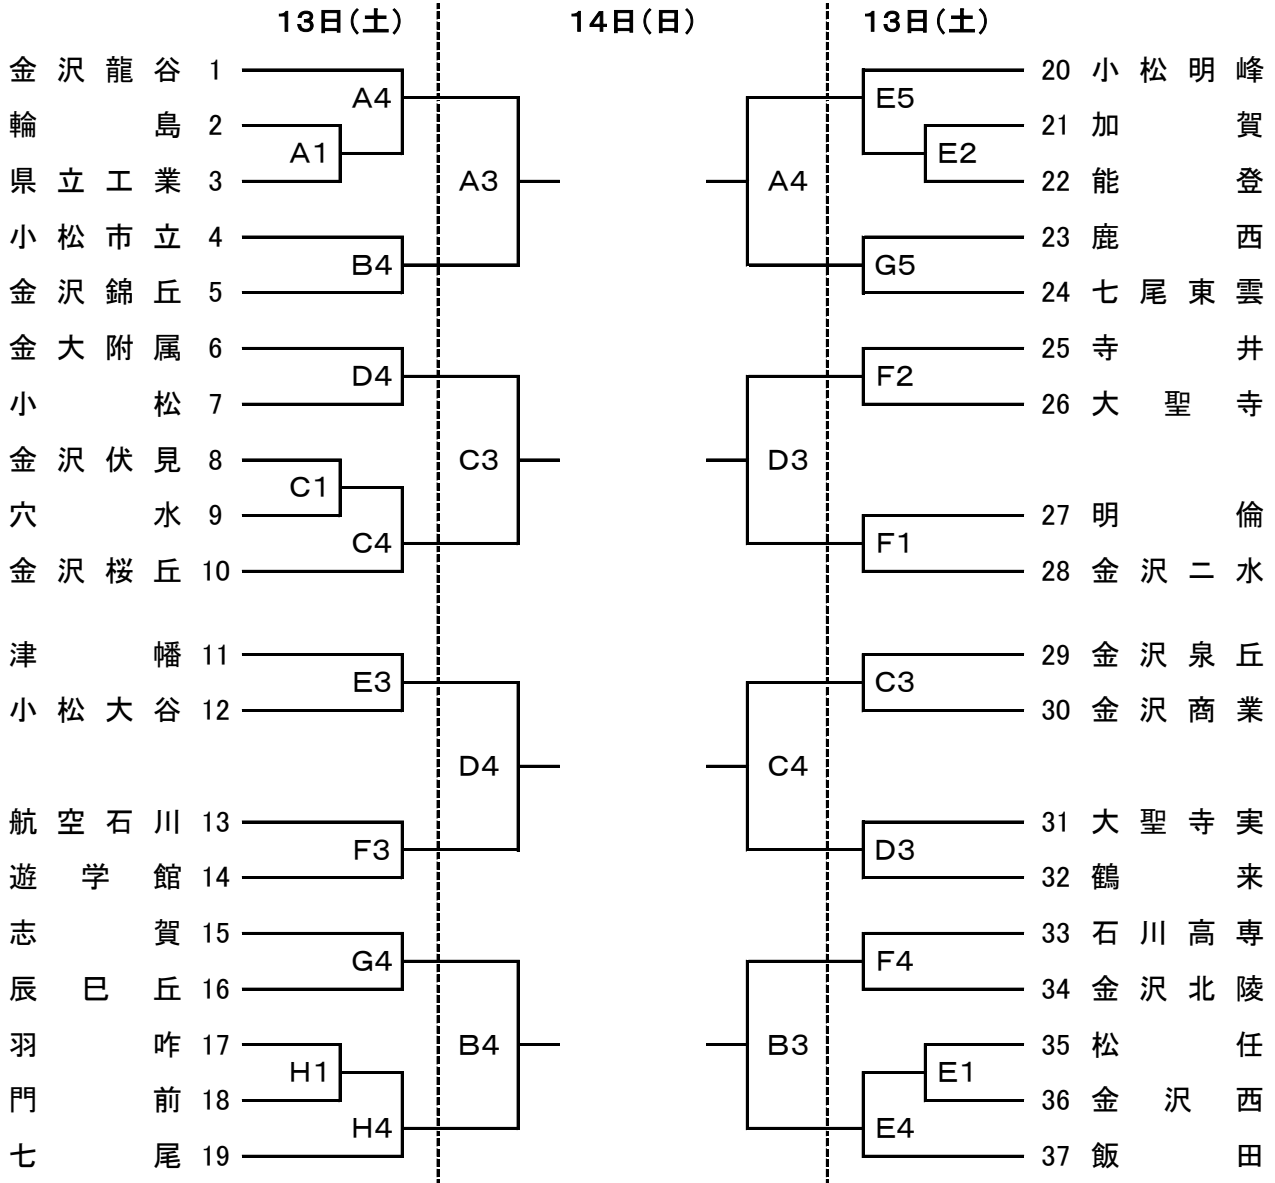 13日(土) 14日(日) 13日(土)
金沢龍谷 1 20 小松明峰
A4 E5
輪島 2 21 加賀
A1 E2
県立工業 3 A3 A4 22 能登
小松市立 4 23 鹿西
B4 G5
金沢錦丘 5 24 七尾東雲
金大附属 6 25 寺井
D4 F2
小松 7 26 大聖寺
金沢伏見 8 C3 D3
C1
穴水 9 27 明倫
C4 F1
金沢桜丘 10 28 金沢ニ水
津幡 11 29 金沢泉丘
E3 C3
小松大谷 12 30 金沢商業
D4 C4
航空石川 13 31 大聖寺実
F3 D3
遊学館 14 32 鶴来
志賀 15 33 石川高専
G4 F4
辰巳丘 16 34 金沢北陵
羽咋 17 B4 B3 35 松任
H1 E1
門前 18 36 金沢西
H4 E4
七尾 19 37 飯田